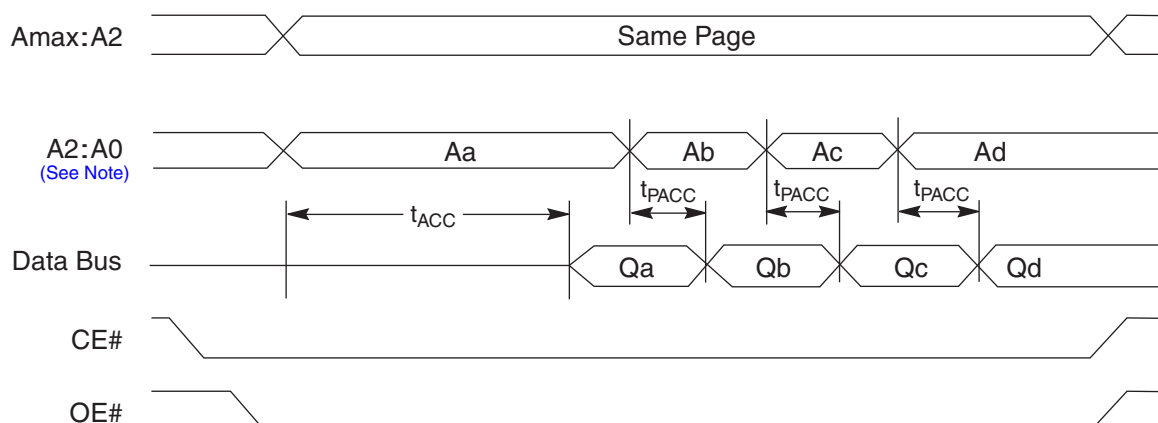 Amax:A2 Same Page
A2:A0 Aa Ab Ac Ad
(See Note)
tACC tPACC tPACC tPACC
Data Bus Qa Qb Qc Qd
CE#
OE#